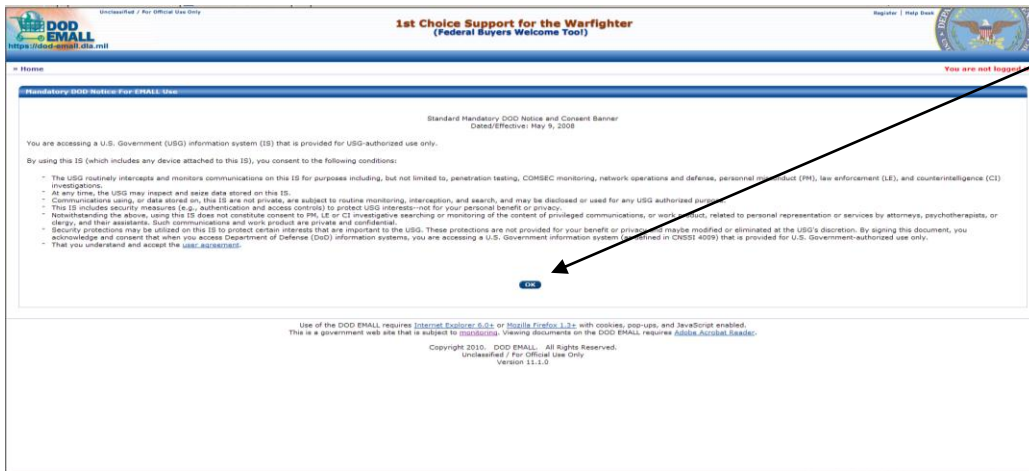 Unclassified / For Official Use Only
DOD
EMALL
https://dod-emall.dla.mil
1st Choice Support for the Warfighter
(Federal Buyers Welcome Too!)
Register | Help Desk
» Home
You are not logged
Mandatory DOD Notice For EMALL Use
Standard Mandatory DOD Notice and Consent Banner
Dated/Effective: May 9, 2008
You are accessing a U.S. Government (USG) information system (IS) that is provided for USG-authorized use only.
By using this IS (which includes any device attached to this IS), you consent to the following conditions:
- The USG routinely intercepts and monitors communications on this IS for purposes including, but not limited to, penetration testing, COMSEC monitoring, network operations and defense, personnel misconduct (PM), law enforcement (LE), and counterintelligence (CI)
investigations.
- At any time, the USG may inspect and seize data stored on this IS.
- Communications using, or data stored on, this IS are not private, are subject to routine monitoring, interception, and search, and may be disclosed or used for any USG authorized purpose.
- This IS includes security measures (e.g., authentication and access controls) to protect USG interests--not for your personal benefit or privacy.
- Notwithstanding the above, using this IS does not constitute consent to PM, LE or CI investigative searching or monitoring of the content of privileged communications, or work product, related to personal representation or services by attorneys, psychotherapists, or
clergy, and their assistants. Such communications and work product are private and confidential.
- Security protections may be utilized on this IS to protect certain interests that are important to the USG. These protections are not provided for your benefit or privacy and maybe modified or eliminated at the USG's discretion. By signing this document, you
acknowledge and consent that when you access Department of Defense (DoD) information systems, you are accessing a U.S. Government information system (as defined in CNSSI 4009) that is provided for U.S. Government-authorized use only.
- That you understand and accept the user agreement.
OK
Use of the DOD EMALL requires Internet Explorer 6.0+ or Mozilla Firefox 1.3+ with cookies, pop-ups, and JavaScript enabled.
This is a government web site that is subject to monitoring. Viewing documents on the DOD EMALL requires Adobe Acrobat Reader.
Copyright 2010. DOD EMALL. All Rights Reserved.
Unclassified / For Official Use Only
Version 11.1.0